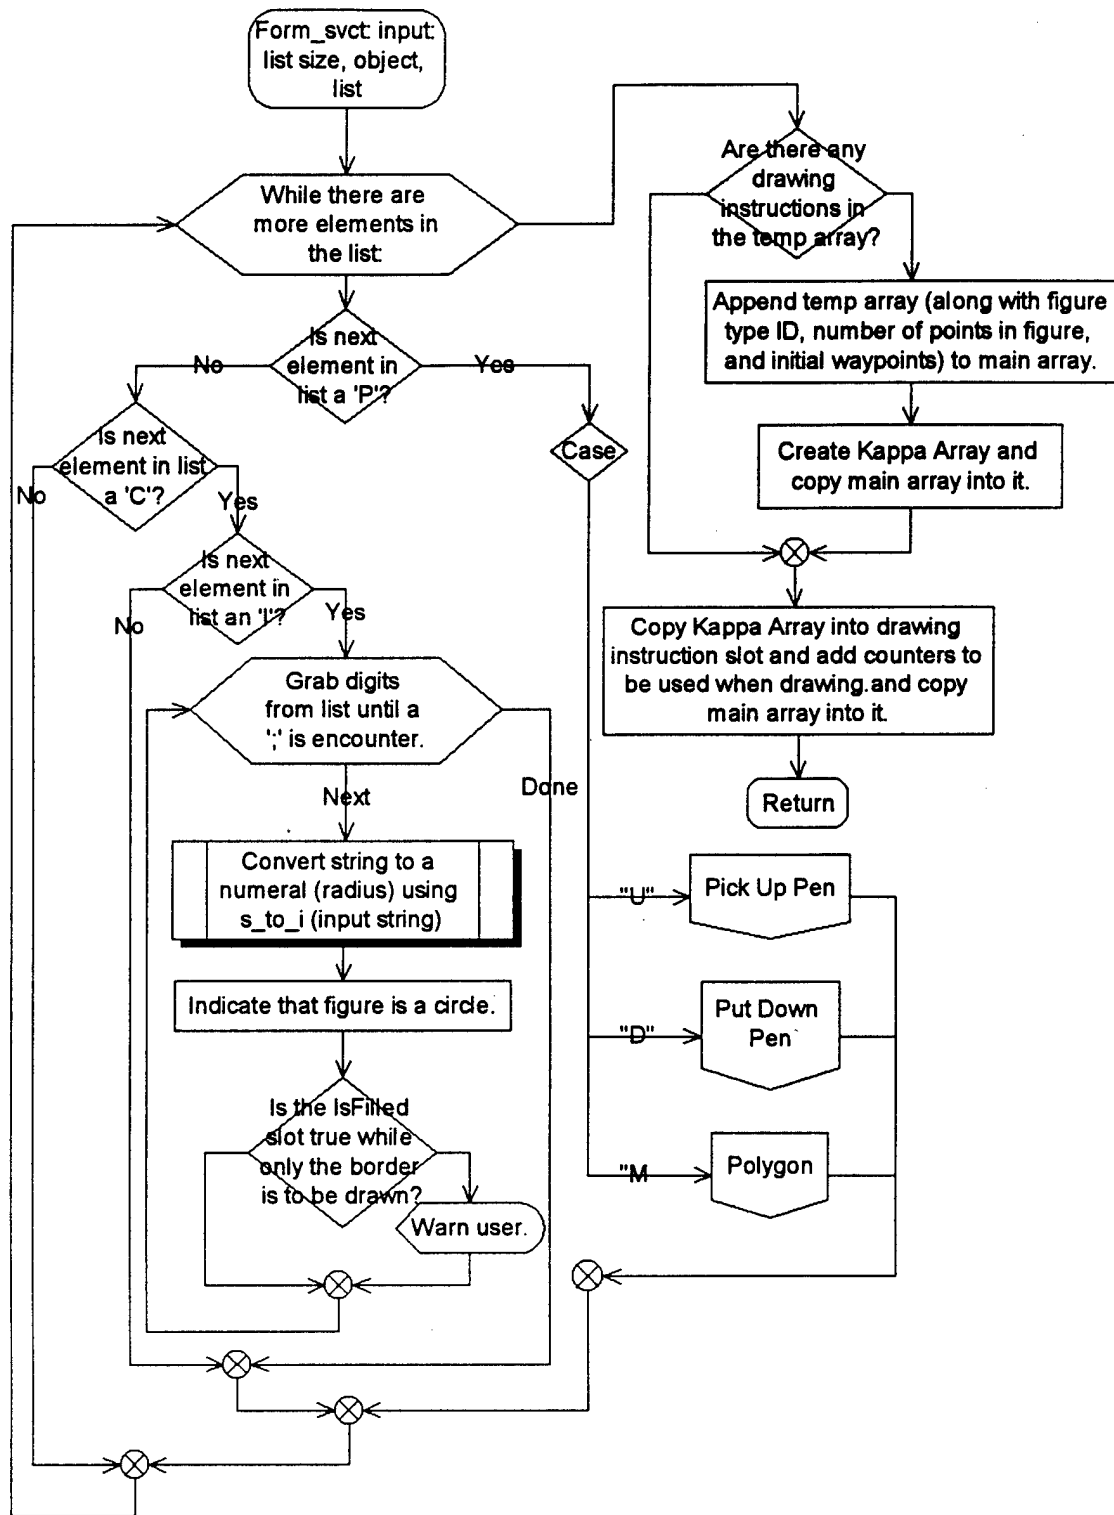 Form_svct: input:
list size, object,
list
While there are
more elements in
the list:
Are there any
drawing
instructions in
the temp array?
Append temp array (along with figure
type ID, number of points in figure,
and initial waypoints) to main array.
Create Kappa Array and
copy main array into it.
Copy Kappa Array into drawing
instruction slot and add counters to
be used when drawing.and copy
main array into it.
Return
Is next
element in
list a 'P'?
No
Yes
Case
Is next
element in list
a 'C'?
No
Yes
Is next
element in
list an 'I'?
No
Yes
Grab digits
from list until a
';' is encounter.
Next
Done
Convert string to a
numeral (radius) using
s_to_i (input string)
Indicate that figure is a circle.
Is the IsFilled
slot true while
only the border
is to be drawn?
Warn user.
"U"
Pick Up Pen
"D"
Put Down
Pen
"M
Polygon